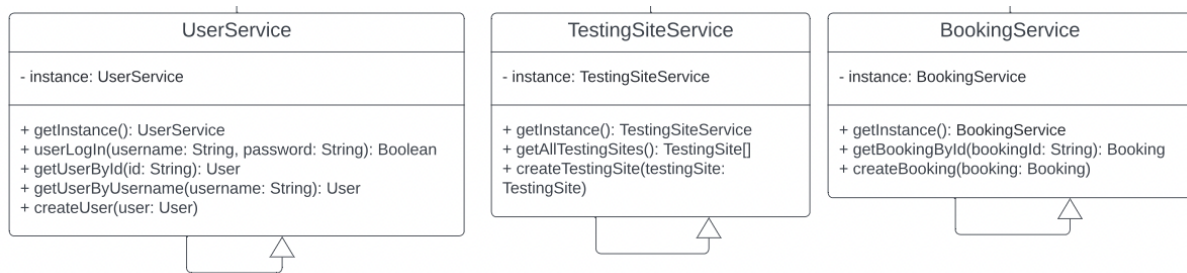 UserService
- instance: UserService
+ getInstance(): UserService
+ userLogIn(username: String, password: String): Boolean
+ getUserById(id: String): User
+ getUserByUsername(username: String): User
+ createUser(user: User)
TestingSiteService
- instance: TestingSiteService
+ getInstance(): TestingSiteService
+ getAllTestingSites(): TestingSite[]
+ createTestingSite(testingSite:
TestingSite)
BookingService
- instance: BookingService
+ getInstance(): BookingService
+ getBookingById(bookingId: String): Booking
+ createBooking(booking: Booking)